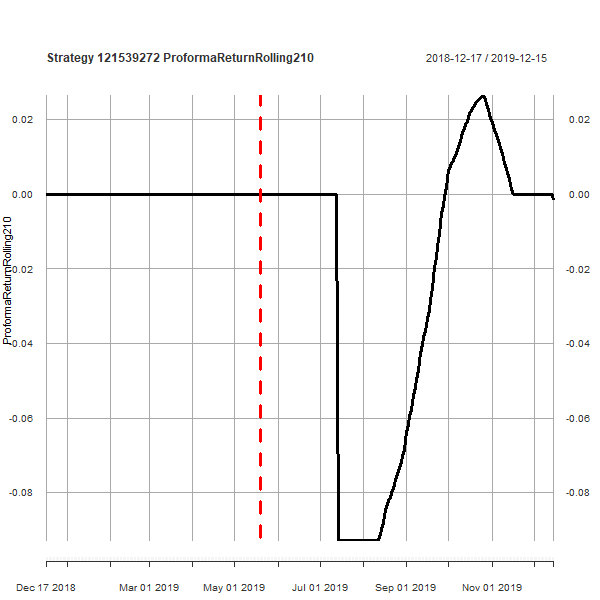 Strategy 121539272 ProformaReturnRolling210
2018-12-17 / 2019-12-15
ProformaReturnRolling210
0.02
0.00
-0.02
-0.04
-0.06
-0.08
0.02
0.00
-0.02
-0.04
-0.06
-0.08
Dec 17 2018
Mar 01 2019
May 01 2019
Jul 01 2019
Sep 01 2019
Nov 01 2019